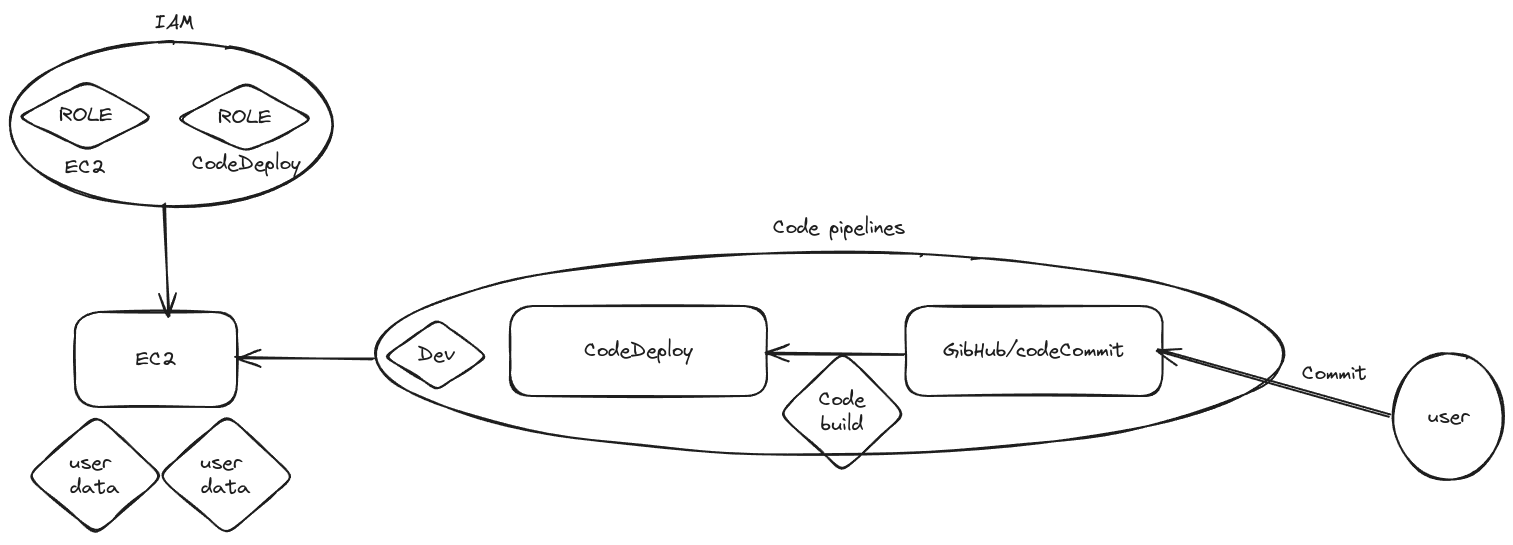 IAM
ROLE
ROLE
EC2
CodeDeploy
Code pipelines
EC2
Dev
CodeDeploy
GibHub/codeCommit
Commit
Code
build
user
user
data
user
data